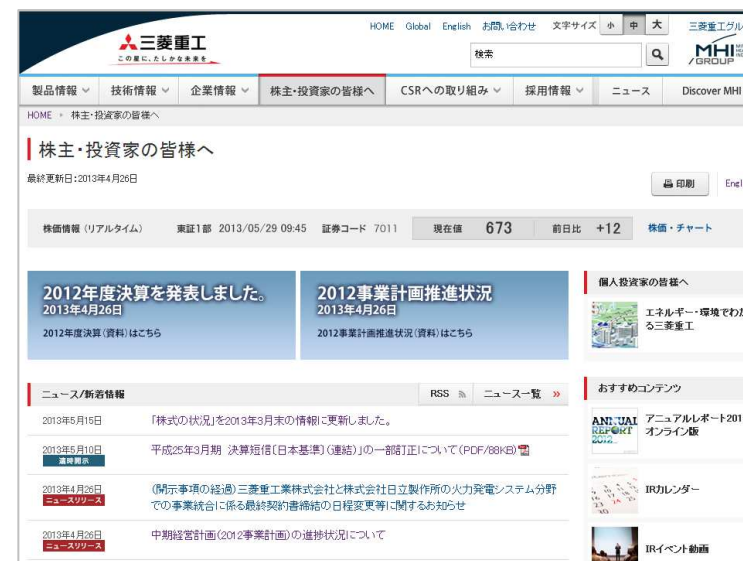 HOME Global English お問い合わせ 文字サイズ 小 中 大 三菱重工グル
三菱重工
この星に、たしかな未来を
検索
MHI
/GROUP
製品情報 技術情報 企業情報 株主・投資家の皆様へ CSRへの取り組み 採用情報 ニュース Discover MHI
HOME 株主・投資家の皆様へ
株主・投資家の皆様へ
最終更新日:2013年4月26日
印刷 Engl
株価情報(リアルタイム) 東証1部 2013/05/29 09:45 証券コード 7011 現在値 673 前日比 +12 株価・チャート
2012年度決算を発表しました。
2013年4月26日
2012年度決算(資料)はこちら
2012事業計画推進状況
2013年4月26日
2012事業計画推進状況(資料)はこちら
個人投資家の皆様へ
エネルギー・環境でわか
る三菱重工
ニュース/新着情報 RSS ニュース一覧 »
2013年5月15日 「株式の状況」を2013年3月末の情報に更新しました。
2013年5月10日 平成25年3月期 決算短信〔日本基準〕(連結)」の一部訂正について(PDF/88KB)
適時開示
2013年4月26日 (開示事項の経過)三菱重工業株式会社と株式会社日立製作所の火力発電システム分野
ニュースリリース での事業統合に係る最終契約書締結の日程変更等に関するお知らせ
2013年4月26日 中期経営計画(2012事業計画)の進捗状況について
ニュースリリース
おすすめコンテンツ
ANNUAL
REPORT
2012
アニュアルレポート201
オンライン版
IRカレンダー
IRイベント動画